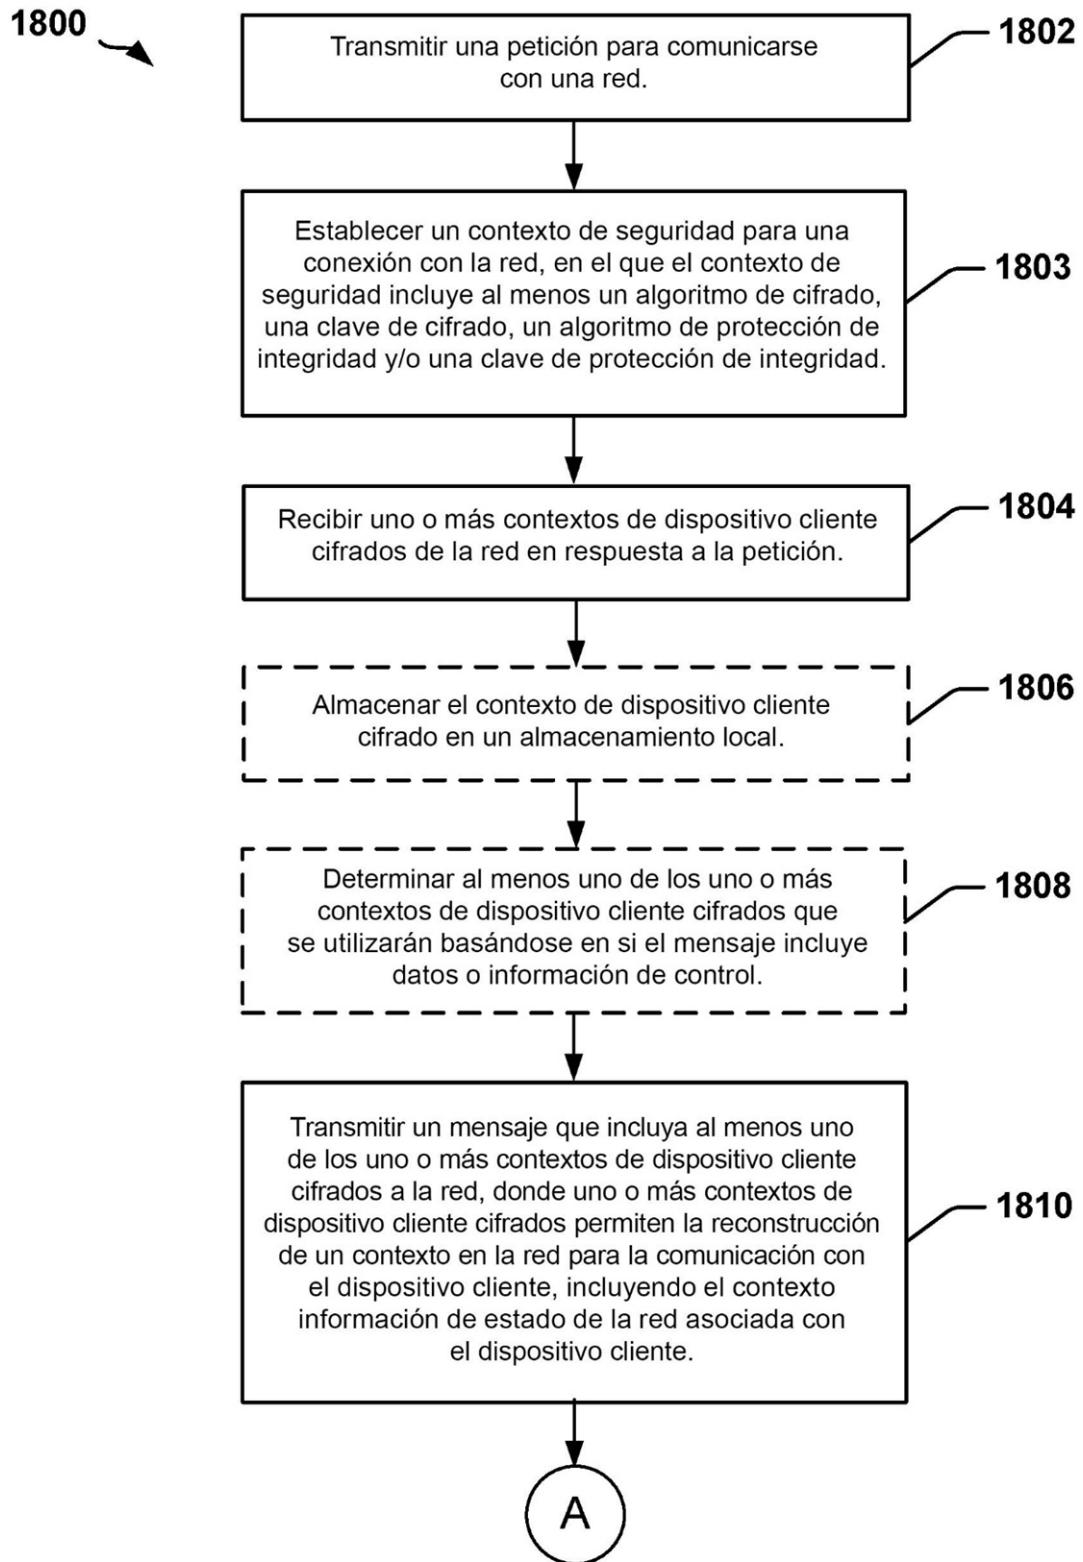 1800
Transmitir una petición para comunicarse
con una red.
1802
Establecer un contexto de seguridad para una
conexión con la red, en el que el contexto de
seguridad incluye al menos un algoritmo de cifrado,
una clave de cifrado, un algoritmo de protección de
integridad y/o una clave de protección de integridad.
1803
Recibir uno o más contextos de dispositivo cliente
cifrados de la red en respuesta a la petición.
1804
Almacenar el contexto de dispositivo cliente
cifrado en un almacenamiento local.
1806
Determinar al menos uno de los uno o más
contextos de dispositivo cliente cifrados que
se utilizarán basándose en si el mensaje incluye
datos o información de control.
1808
Transmitir un mensaje que incluya al menos uno
de los uno o más contextos de dispositivo cliente
cifrados a la red, donde uno o más contextos de
dispositivo cliente cifrados permiten la reconstrucción
de un contexto en la red para la comunicación con
el dispositivo cliente, incluyendo el contexto
información de estado de la red asociada con
el dispositivo cliente.
1810
A